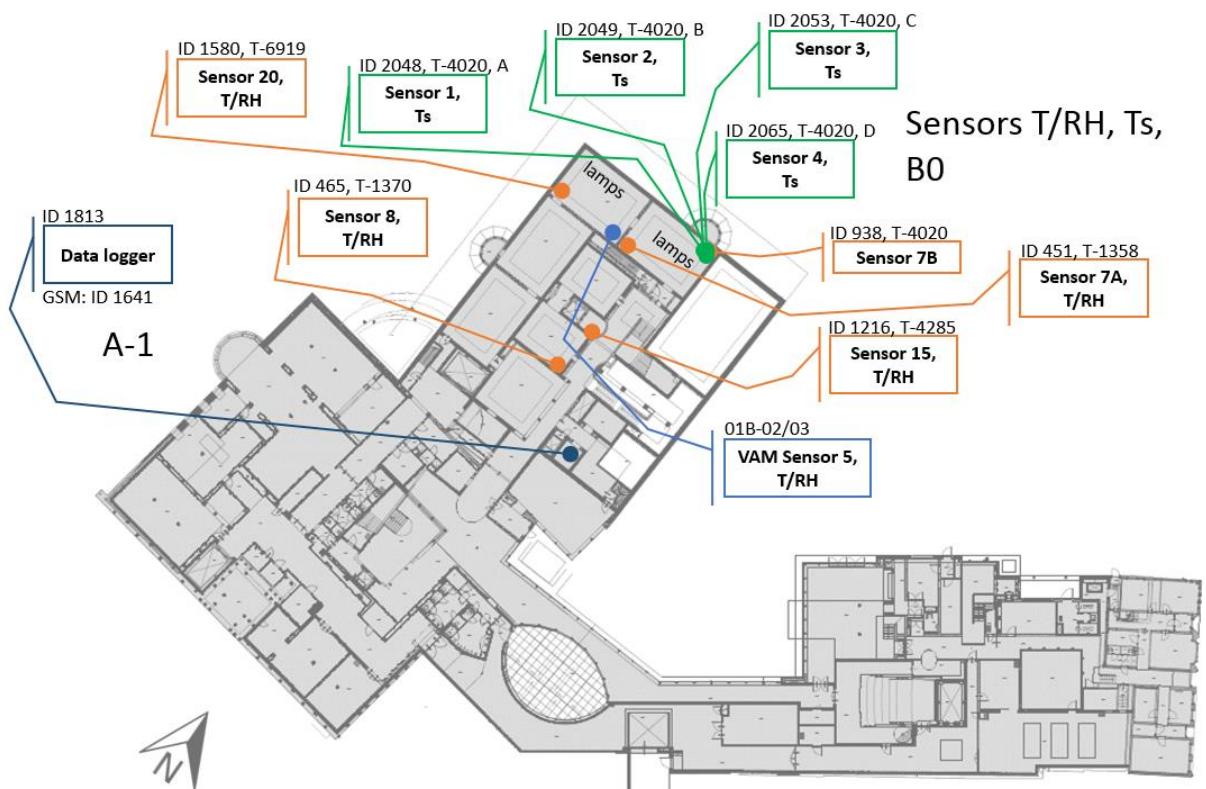 ID 1580, T-6919
Sensor 20,
T/RH
ID 2048, T-4020, A
Sensor 1,
Ts
ID 2049, T-4020, B
Sensor 2,
Ts
ID 2053, T-4020, C
Sensor 3,
Ts
ID 2065, T-4020, D
Sensor 4,
Ts
Sensors T/RH, Ts,
B0
lamps
lamps
ID 465, T-1370
Sensor 8,
T/RH
ID 1813
Data logger
GSM: ID 1641
A-1
ID 938, T-4020
Sensor 7B
ID 451, T-1358
Sensor 7A,
T/RH
ID 1216, T-4285
Sensor 15,
T/RH
01B-02/03
VAM Sensor 5,
T/RH
N